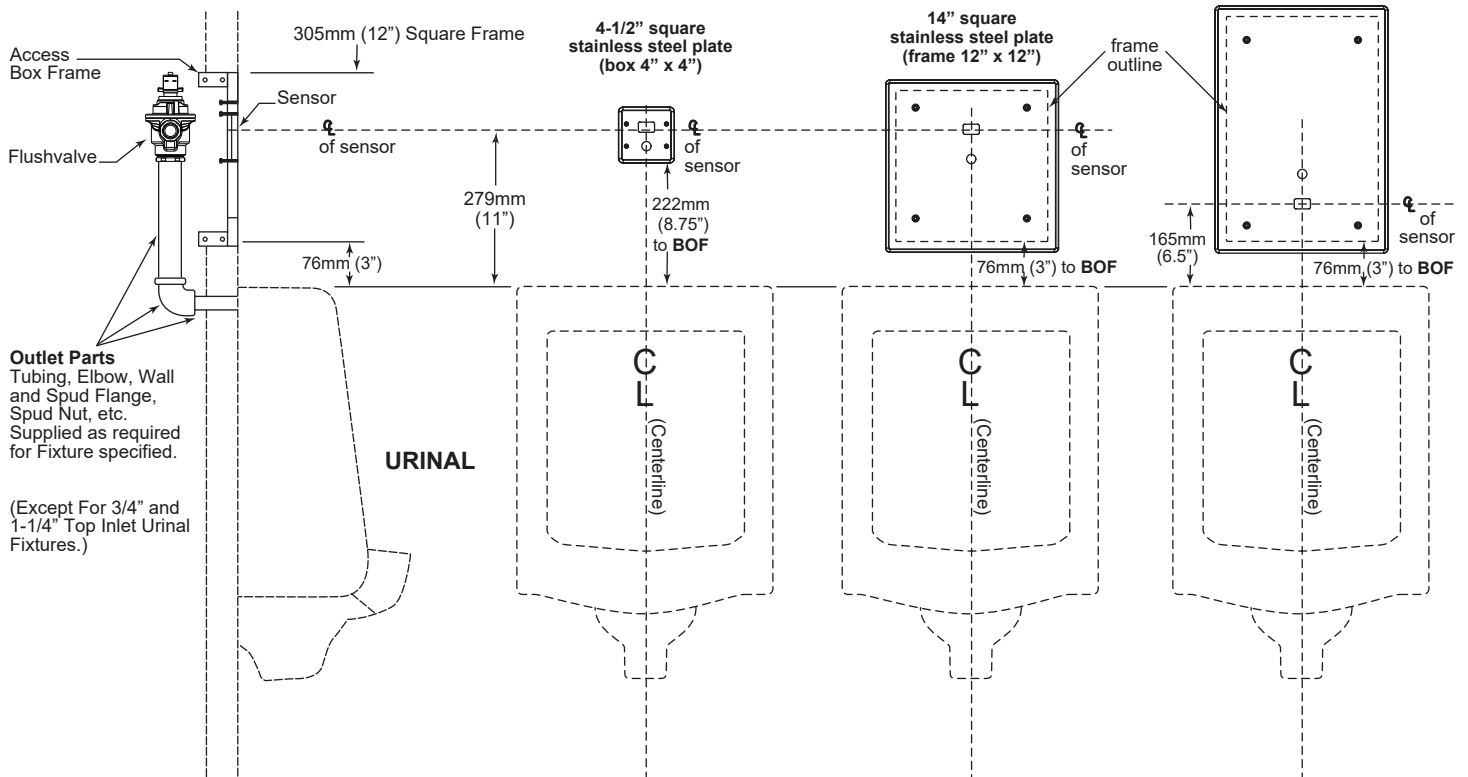 Access
Box Frame
305mm (12”) Square Frame
Sensor
Flushvalve
℄
of sensor
279mm
(11”)
76mm (3”)
Outlet Parts
Tubing, Elbow, Wall
and Spud Flange,
Spud Nut, etc.
Supplied as required
for Fixture specified.
(Except For 3/4” and
1-1/4” Top Inlet Urinal
Fixtures.)
URINAL
4-1/2” square
stainless steel plate
(box 4” x 4”)
℄
of
sensor
222mm
(8.75”)
to BOF
C
L
(Centerline)
14” square
stainless steel plate
(frame 12” x 12”)
frame
outline
℄
of
sensor
76mm (3”) to BOF
C
L
(Centerline)
℄
of
sensor
165mm
(6.5”)
76mm (3”) to BOF
C
L
(Centerline)